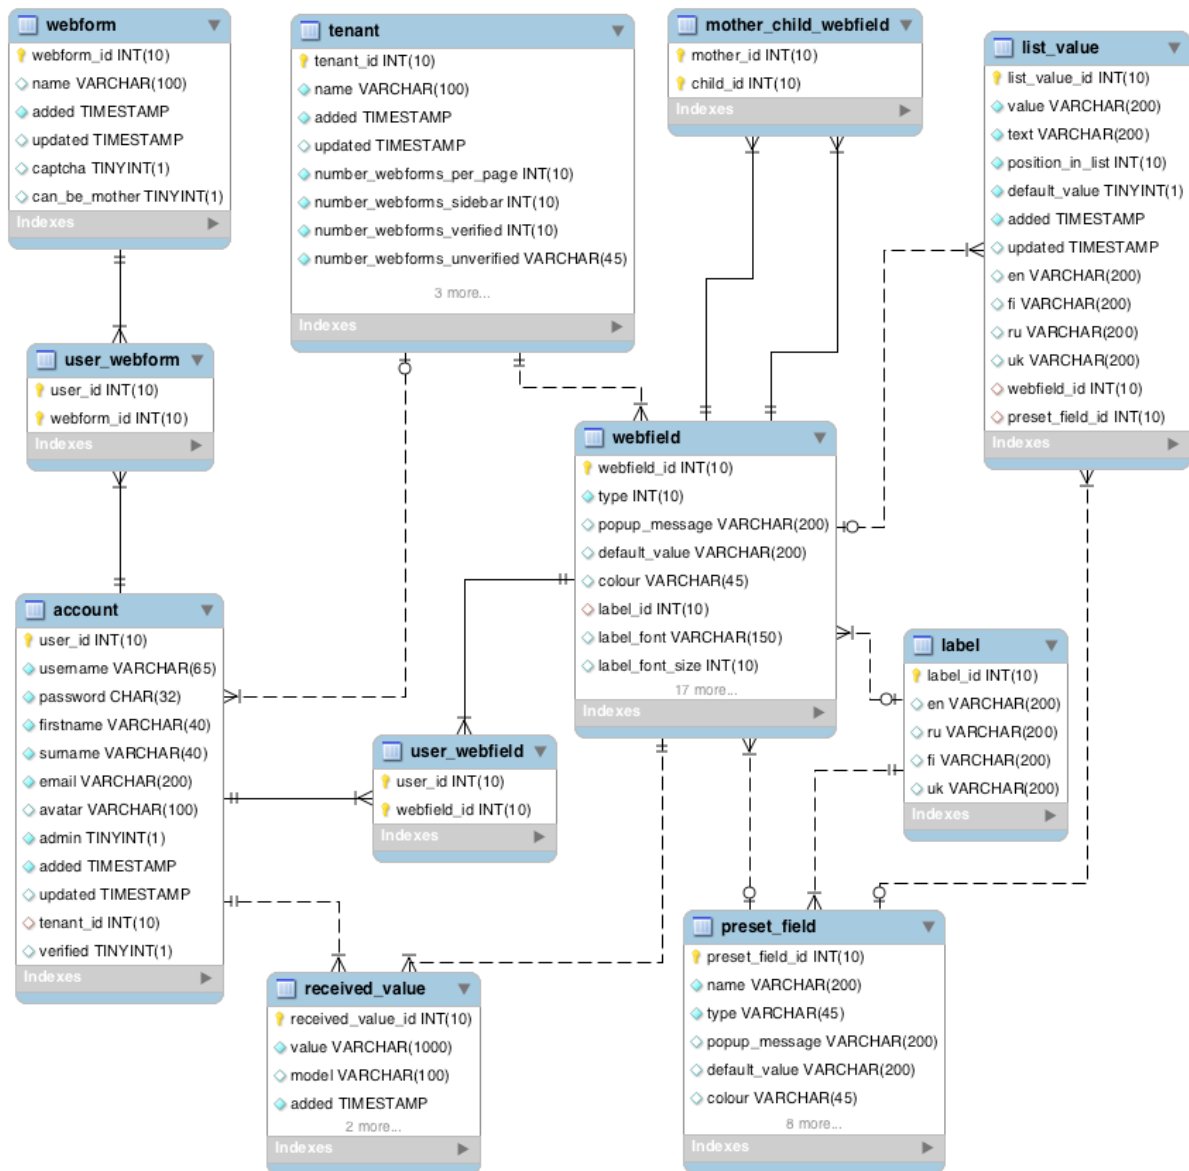 webform
webform_id INT(10)
name VARCHAR(100)
added TIMESTAMP
updated TIMESTAMP
captcha TINYINT(1)
can_be_mother TINYINT(1)
Indexes
tenant
tenant_id INT(10)
name VARCHAR(100)
added TIMESTAMP
updated TIMESTAMP
number_webforms_per_page INT(10)
number_webforms_sidebar INT(10)
number_webforms_verified INT(10)
number_webforms_unverified VARCHAR(45)
3 more...
Indexes
mother_child_webfield
mother_id INT(10)
child_id INT(10)
Indexes
list_value
list_value_id INT(10)
value VARCHAR(200)
text VARCHAR(200)
position_in_list INT(10)
default_value TINYINT(1)
added TIMESTAMP
updated TIMESTAMP
en VARCHAR(200)
fi VARCHAR(200)
ru VARCHAR(200)
uk VARCHAR(200)
webfield_id INT(10)
preset_field_id INT(10)
Indexes
user_webform
user_id INT(10)
webform_id INT(10)
Indexes
webfield
webfield_id INT(10)
type INT(10)
popup_message VARCHAR(200)
default_value VARCHAR(200)
colour VARCHAR(45)
label_id INT(10)
label_font VARCHAR(150)
label_font_size INT(10)
17 more...
Indexes
account
user_id INT(10)
username VARCHAR(65)
password CHAR(32)
firstname VARCHAR(40)
surname VARCHAR(40)
email VARCHAR(200)
avatar VARCHAR(100)
admin TINYINT(1)
added TIMESTAMP
updated TIMESTAMP
tenant_id INT(10)
verified TINYINT(1)
Indexes
label
label_id INT(10)
en VARCHAR(200)
ru VARCHAR(200)
fi VARCHAR(200)
uk VARCHAR(200)
Indexes
user_webfield
user_id INT(10)
webfield_id INT(10)
Indexes
preset_field
preset_field_id INT(10)
name VARCHAR(200)
type VARCHAR(45)
popup_message VARCHAR(200)
default_value VARCHAR(200)
colour VARCHAR(45)
8 more...
Indexes
received_value
received_value_id INT(10)
value VARCHAR(1000)
model VARCHAR(100)
added TIMESTAMP
2 more...
Indexes